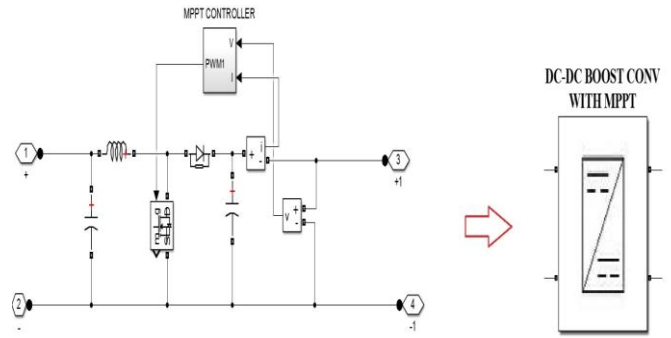 MPPT CONTROLLER
V
PWM1
I
DC-DC BOOST CONV
WITH MPPT
1
+
+ i
-
3
+1
v +
-
2
-
4
-1